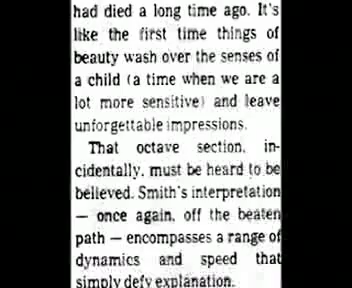 had died a long time ago. It's
like the first time things of
beauty wash over the senses of
a child (a time when we are a
lot more sensitive) and leave
unforgettable impressions.
That octave section, in-
cidentally, must be heard to be
believed. Smith's interpretation
— once again, off the beaten
path — encompasses a range of
dynamics and speed that
simply defy explanation.